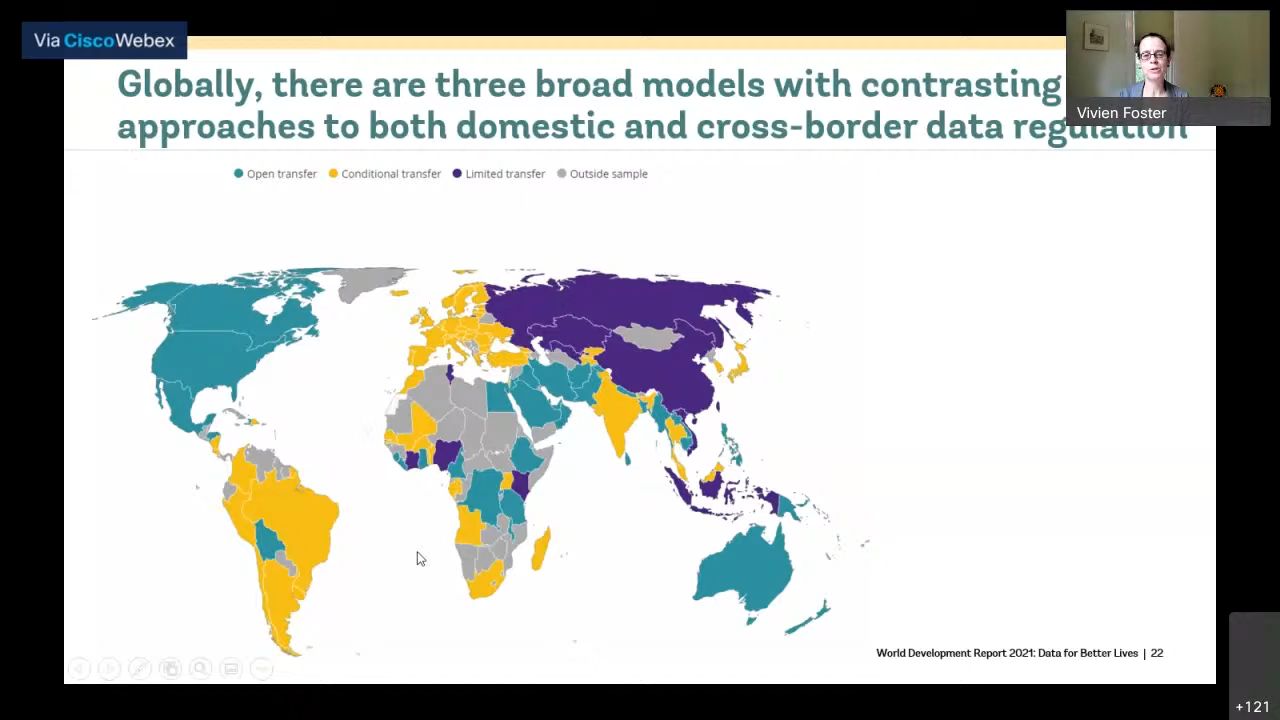 Via Cisco Webex
Globally, there are three broad models with contrasting
approaches to both domestic and cross-border data regulation
Vivien Foster
Open transfer
Conditional transfer
Limited transfer
Outside sample
World Development Report 2021: Data for Better Lives | 22
+121